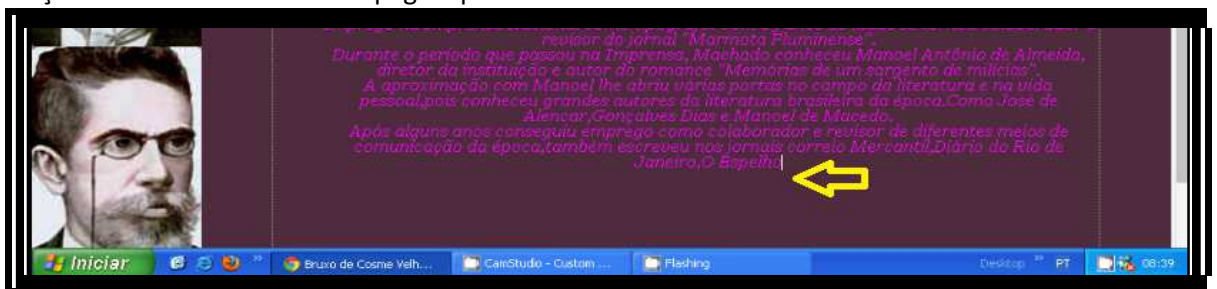 revisor do jornal "Marmota Fluminense".
Durante o período que passou na Imprensa, Machado conheceu Manoel Antônio de Almeida,
diretor da instituição e autor do romance "Memórias de um sargento de milícias".
A aproximação com Manoel lhe abriu várias portas no campo da literatura e na vida
pessoal,pois conheceu grandes autores da literatura brasileira da época.Como José de
Alencar,Gonçalves Dias e Manoel de Macedo.
Após alguns anos conseguiu emprego como colaborador e revisor de diferentes meios de
comunicação da época,também escreveu nos jornais correio Mercantil,Diário do Rio de
Janeiro,O Espelho
Iniciar Bruxo de Cosme Velh... CamStudio - Custom ... Flashing Desktop PT 08:39